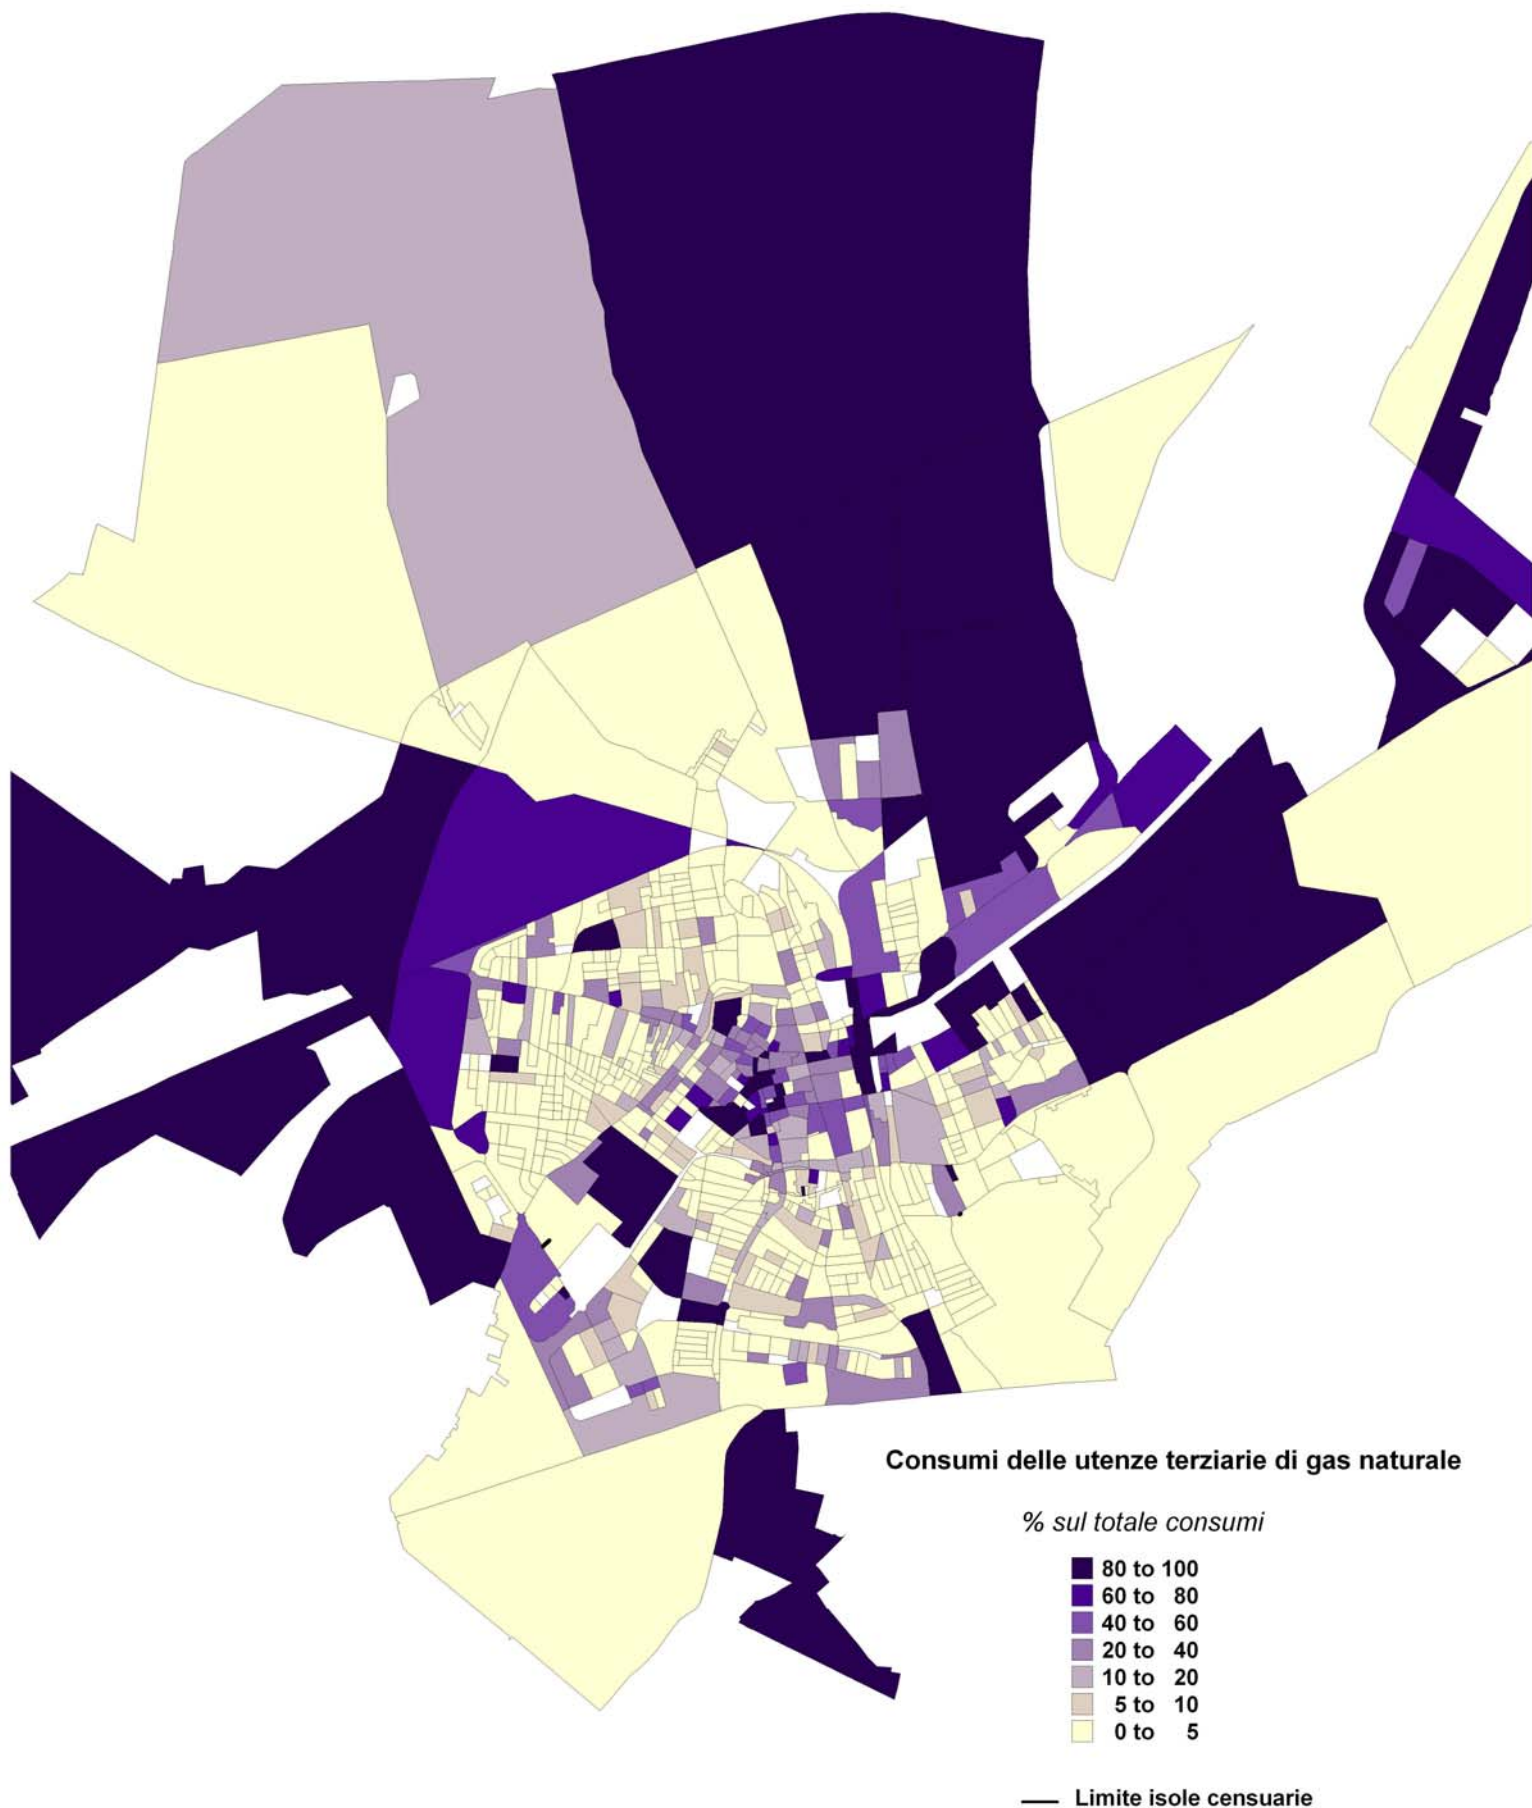 Consumi delle utenze terziarie di gas naturale
% sul totale consumi
80 to 100
60 to 80
40 to 60
20 to 40
10 to 20
5 to 10
0 to 5
Limite isole censuarie